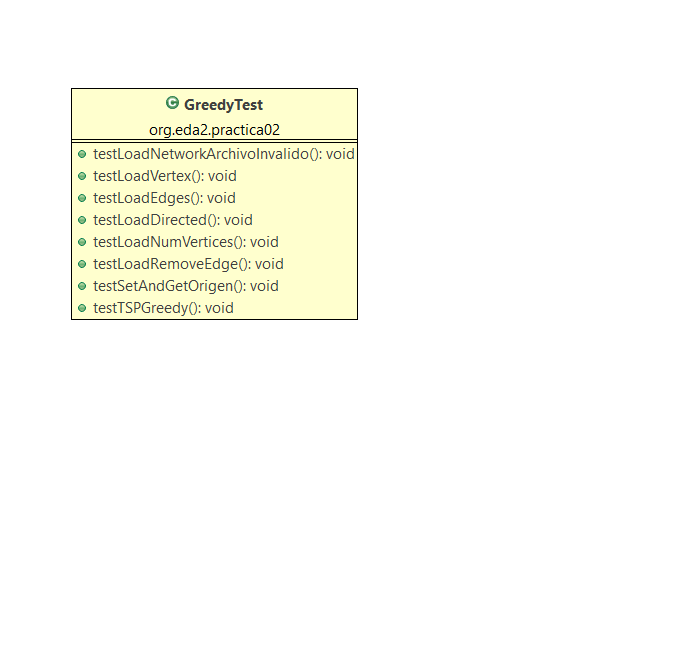 GreedyTest
org.eda2.practica02
testLoadNetworkArchivoInvalido(): void
testLoadVertex(): void
testLoadEdges(): void
testLoadDirected(): void
testLoadNumVertices(): void
testLoadRemoveEdge(): void
testSetAndGetOrigen(): void
testTSPGreedy(): void